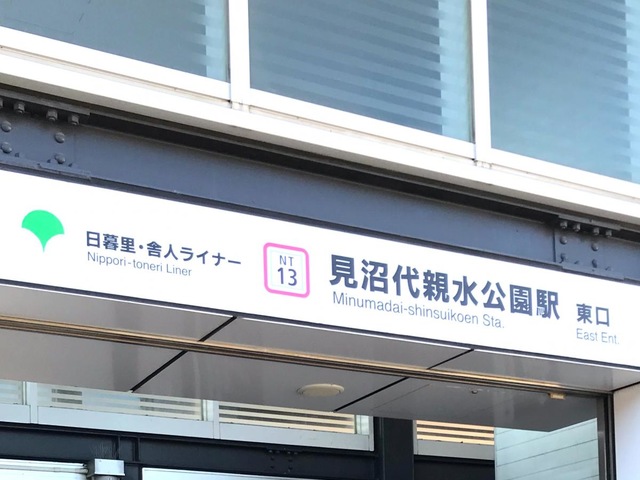 日暮里・舎人ライナー
Nippori-toneri Liner
NT
13
見沼代親水公園駅
Minumadai-shinsuikoen Sta.
東口
East Ent.